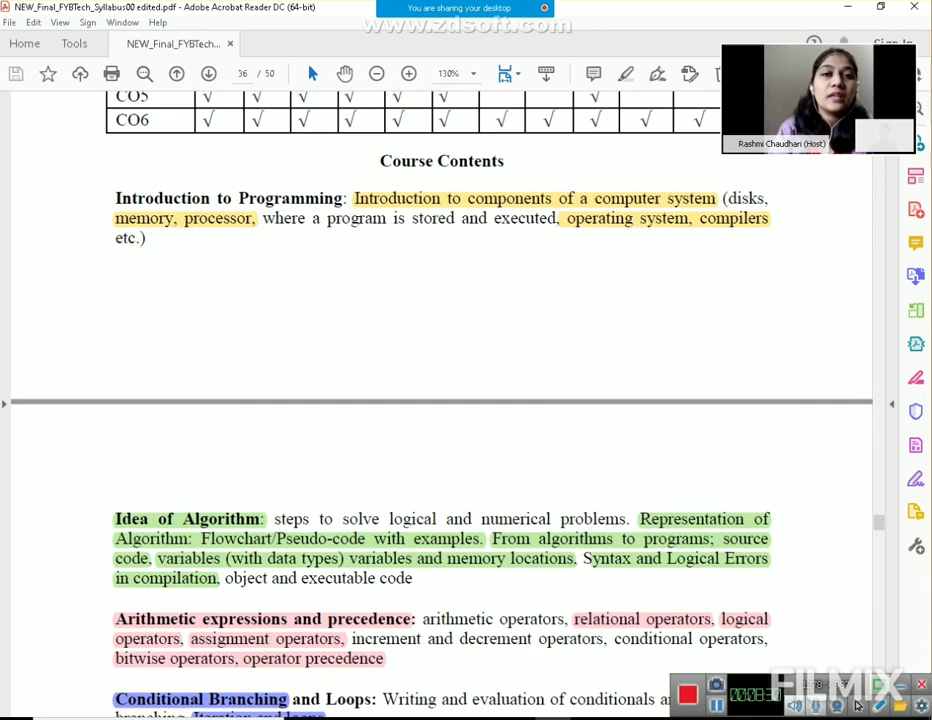 NEW_Final_FYBTech_Syllabus00 edited.pdf - Adobe Acrobat Reader DC (64-bit)
You are sharing your desktop
File Edit View Sign Window Help
www.zdsoft.com
Home Tools NEW_Final_FYBTech... × Sign In
36 / 50 130%
CO5 √ √ √ √ √ √ √
CO6 √ √ √ √ √ √ √ √ √ √ √
Rashmi Chaudhari (Host)
Course Contents
Introduction to Programming: Introduction to components of a computer system (disks,
memory, processor, where a program is stored and executed, operating system, compilers
etc.)
Idea of Algorithm: steps to solve logical and numerical problems. Representation of
Algorithm: Flowchart/Pseudo-code with examples. From algorithms to programs; source
code, variables (with data types) variables and memory locations, Syntax and Logical Errors
in compilation, object and executable code
Arithmetic expressions and precedence: arithmetic operators, relational operators, logical
operators, assignment operators, increment and decrement operators, conditional operators,
bitwise operators, operator precedence
Conditional Branching and Loops: Writing and evaluation of conditionals
branching, Iteration and loops
FILMIX